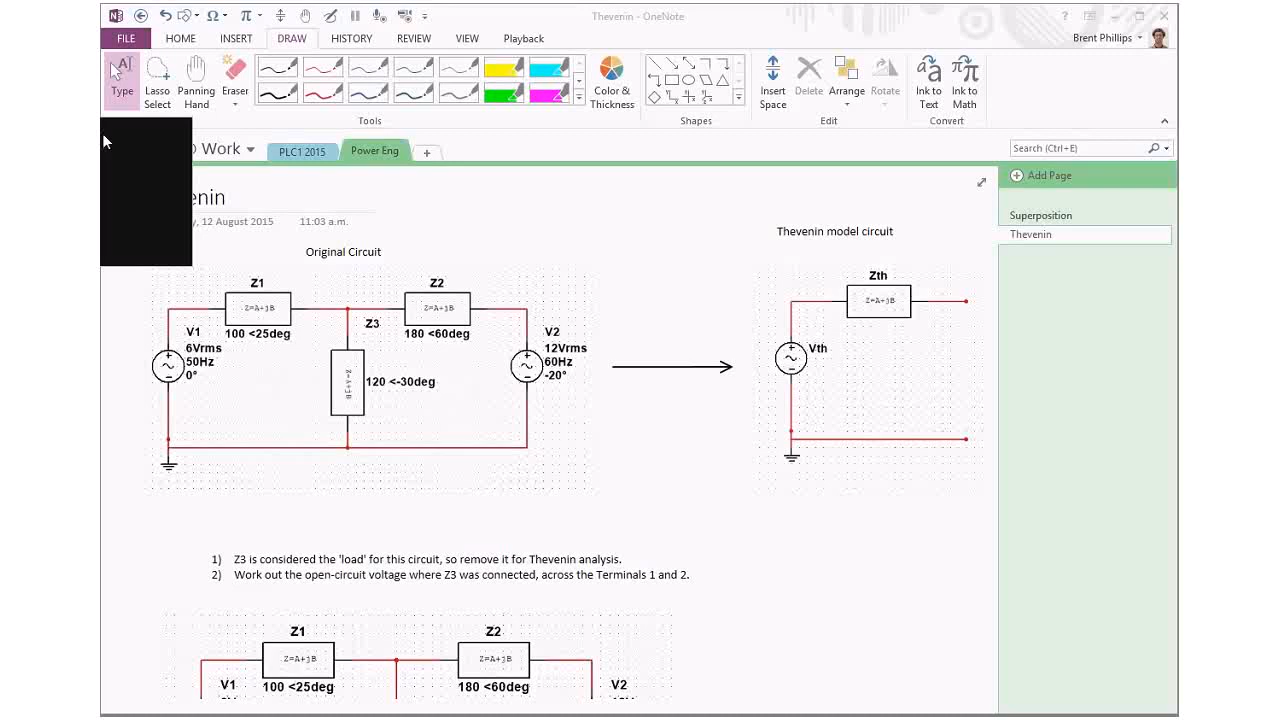 Thevenin - OneNote
FILE HOME INSERT DRAW HISTORY REVIEW VIEW Playback
Brent Phillips
Type
Lasso Select
Panning Hand
Eraser
Color & Thickness
Insert Space
Delete
Arrange
Rotate
Ink to Text
Ink to Math
Tools
Shapes
Edit
Convert
Work
PLC1 2015
Power Eng
Search (Ctrl+E)
Add Page
Superposition
Thevenin
enin
, 12 August 2015 11:03 a.m.
Original Circuit
Thevenin model circuit
Z1
Z=A+jB
100 <25deg
Z2
Z=A+jB
180 <60deg
Z3
Z=A+jB
120 <-30deg
V1
6Vrms
50Hz
0°
V2
12Vrms
60Hz
-20°
Zth
Z=A+jB
Vth
1) Z3 is considered the 'load' for this circuit, so remove it for Thevenin analysis.
2) Work out the open-circuit voltage where Z3 was connected, across the Terminals 1 and 2.
Z1
Z=A+jB
100 <25deg
Z2
Z=A+jB
180 <60deg
V1
V2